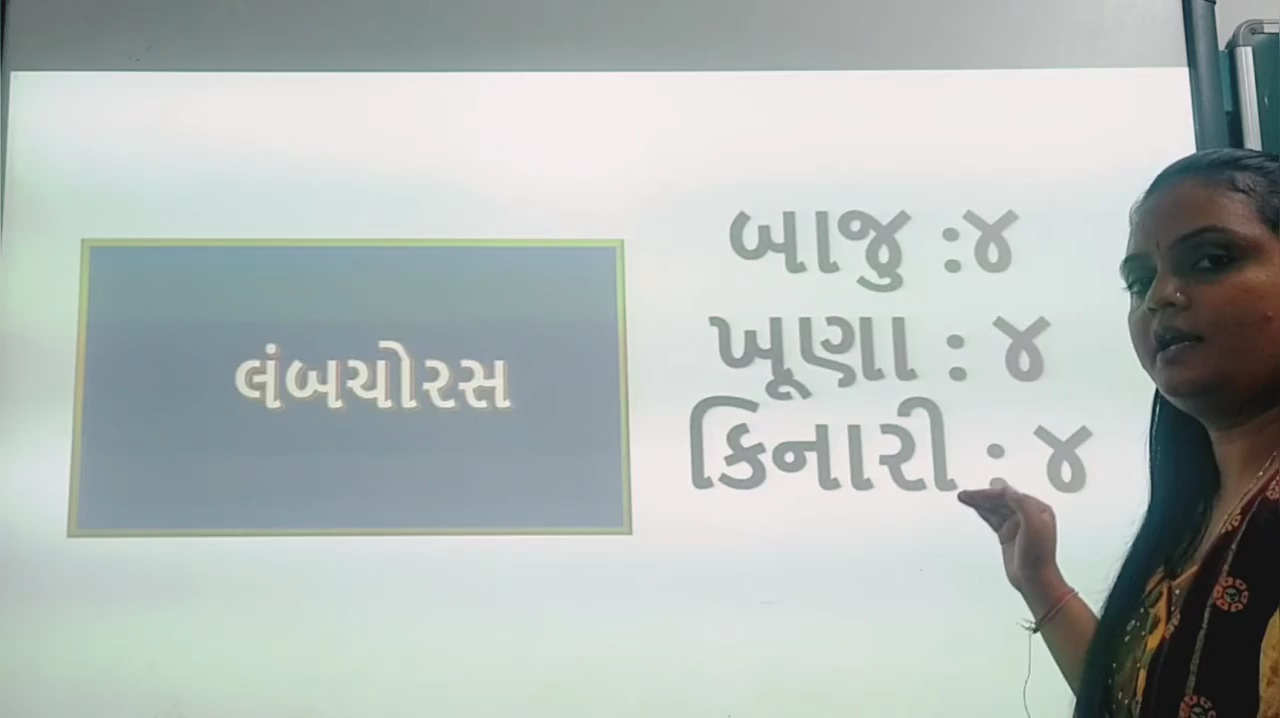 લંબચોરસ
બાજુ :૪
ખૂણા : ૪
કિનારી : ૪